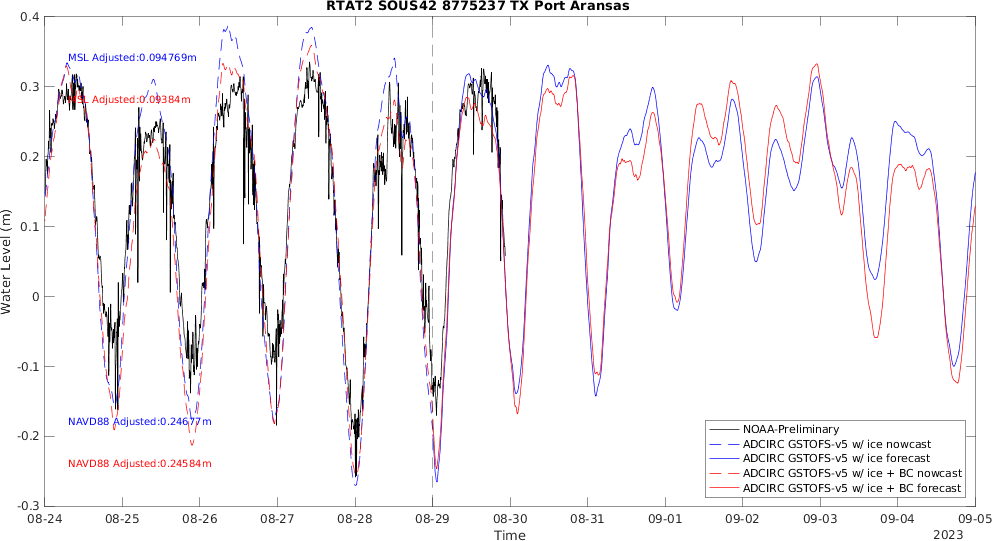 RTAT2 SOUS42 8775237 TX Port Aransas
0.4
0.3
0.2
0.1
0
-0.1
-0.2
-0.3
Water Level (m)
MSL Adjusted:0.094769m
MSL Adjusted:0.09384m
NAVD88 Adjusted:0.24677m
NAVD88 Adjusted:0.24584m
NOAA-Preliminary
ADCIRC GSTOFS-v5 w/ ice nowcast
ADCIRC GSTOFS-v5 w/ ice forecast
ADCIRC GSTOFS-v5 w/ ice + BC nowcast
ADCIRC GSTOFS-v5 w/ ice + BC forecast
08-24 08-25 08-26 08-27 08-28 08-29 08-30 08-31 09-01 09-02 09-03 09-04 09-05
Time
2023